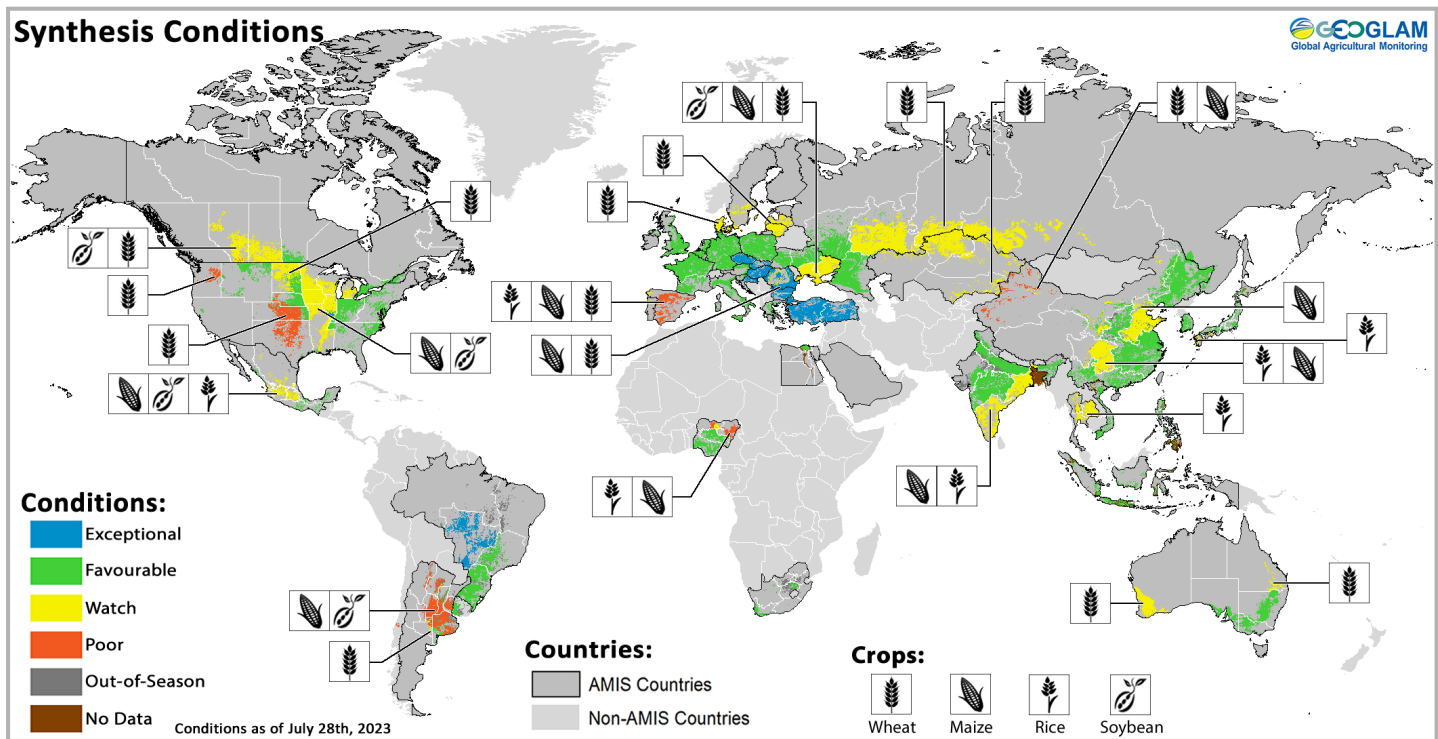 Synthesis Conditions
GEOGLAM
Global Agricultural Monitoring
Conditions:
Exceptional
Favourable
Watch
Poor
Out-of-Season
No Data
Conditions as of July 28th, 2023
Countries:
AMIS Countries
Non-AMIS Countries
Crops:
Wheat
Maize
Rice
Soybean